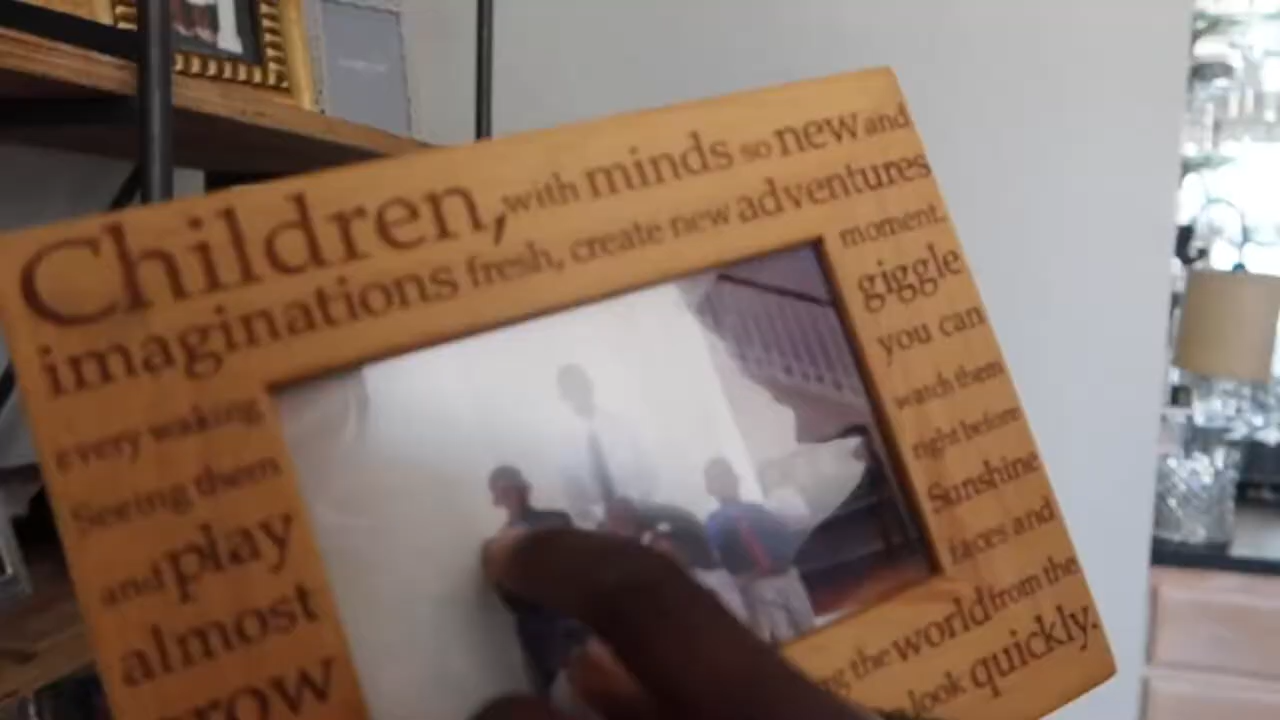 Children, with minds so new and
imaginations fresh, create new adventures
every waking moment.
Seeing them giggle
and play you can
almost watch them
grow right before
Sunshine
faces and
the world from the
look quickly.